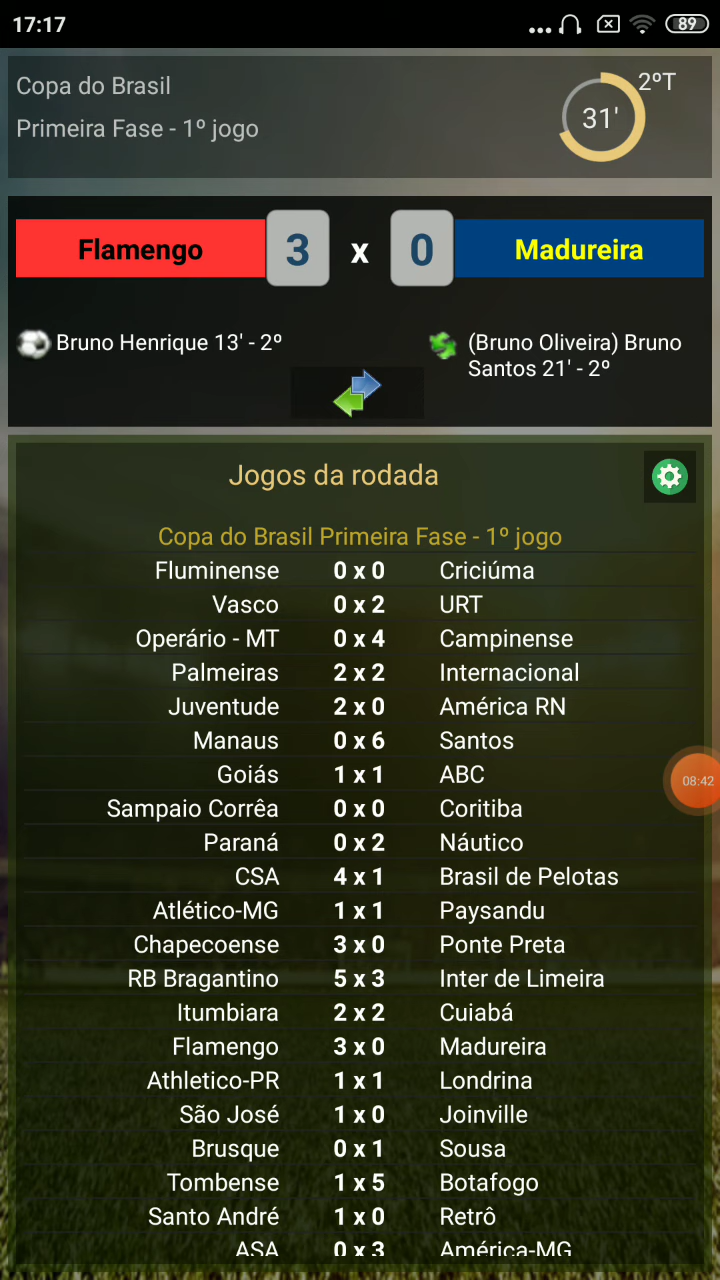 17:17
89
Copa do Brasil
2ºT
31'
Primeira Fase - 1º jogo
Flamengo 3 x 0 Madureira
Bruno Henrique 13' - 2º
(Bruno Oliveira) Bruno
Santos 21' - 2º
Jogos da rodada
Copa do Brasil Primeira Fase - 1º jogo
Fluminense 0 x 0 Criciúma
Vasco 0 x 2 URT
Operário - MT 0 x 4 Campinense
Palmeiras 2 x 2 Internacional
Juventude 2 x 0 América RN
Manaus 0 x 6 Santos
Goiás 1 x 1 ABC
08:42
Sampaio Corrêa 0 x 0 Coritiba
Paraná 0 x 2 Náutico
CSA 4 x 1 Brasil de Pelotas
Atlético-MG 1 x 1 Paysandu
Chapecoense 3 x 0 Ponte Preta
RB Bragantino 5 x 3 Inter de Limeira
Itumbiara 2 x 2 Cuiabá
Flamengo 3 x 0 Madureira
Athletico-PR 1 x 1 Londrina
São José 1 x 0 Joinville
Brusque 0 x 1 Sousa
Tombense 1 x 5 Botafogo
Santo André 1 x 0 Retrô
ASA 0 x 3 América-MG